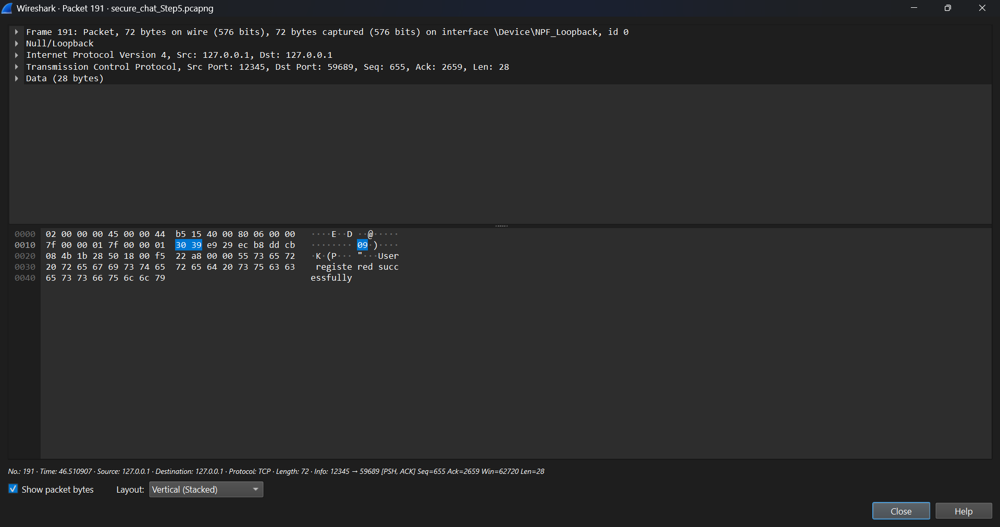 Wireshark · Packet 191 · secure_chat_Step5.pcapng
Frame 191: Packet, 72 bytes on wire (576 bits), 72 bytes captured (576 bits) on interface \Device\NPF_Loopback, id 0
Null/Loopback
Internet Protocol Version 4, Src: 127.0.0.1, Dst: 127.0.0.1
Transmission Control Protocol, Src Port: 12345, Dst Port: 59689, Seq: 655, Ack: 2659, Len: 28
Data (28 bytes)
0000 02 00 00 00 45 00 00 44 b5 15 40 00 80 06 00 00 ····E··D ··@·····
0010 7f 00 00 01 7f 00 00 01 30 39 e9 29 ec b8 dd cb ········ 09·)····
0020 08 4b 1b 28 50 18 00 f5 22 a8 00 00 55 73 65 72 ·K·(P··· "···User
0030 20 72 65 67 69 73 74 65 72 65 64 20 73 75 63 63 registe red succ
0040 65 73 73 66 75 6c 6c 79 essfully
No.: 191 · Time: 46.510907 · Source: 127.0.0.1 · Destination: 127.0.0.1 · Protocol: TCP · Length: 72 · Info: 12345 → 59689 [PSH, ACK] Seq=655 Ack=2659 Win=62720 Len=28
Show packet bytes Layout: Vertical (Stacked)
Close Help